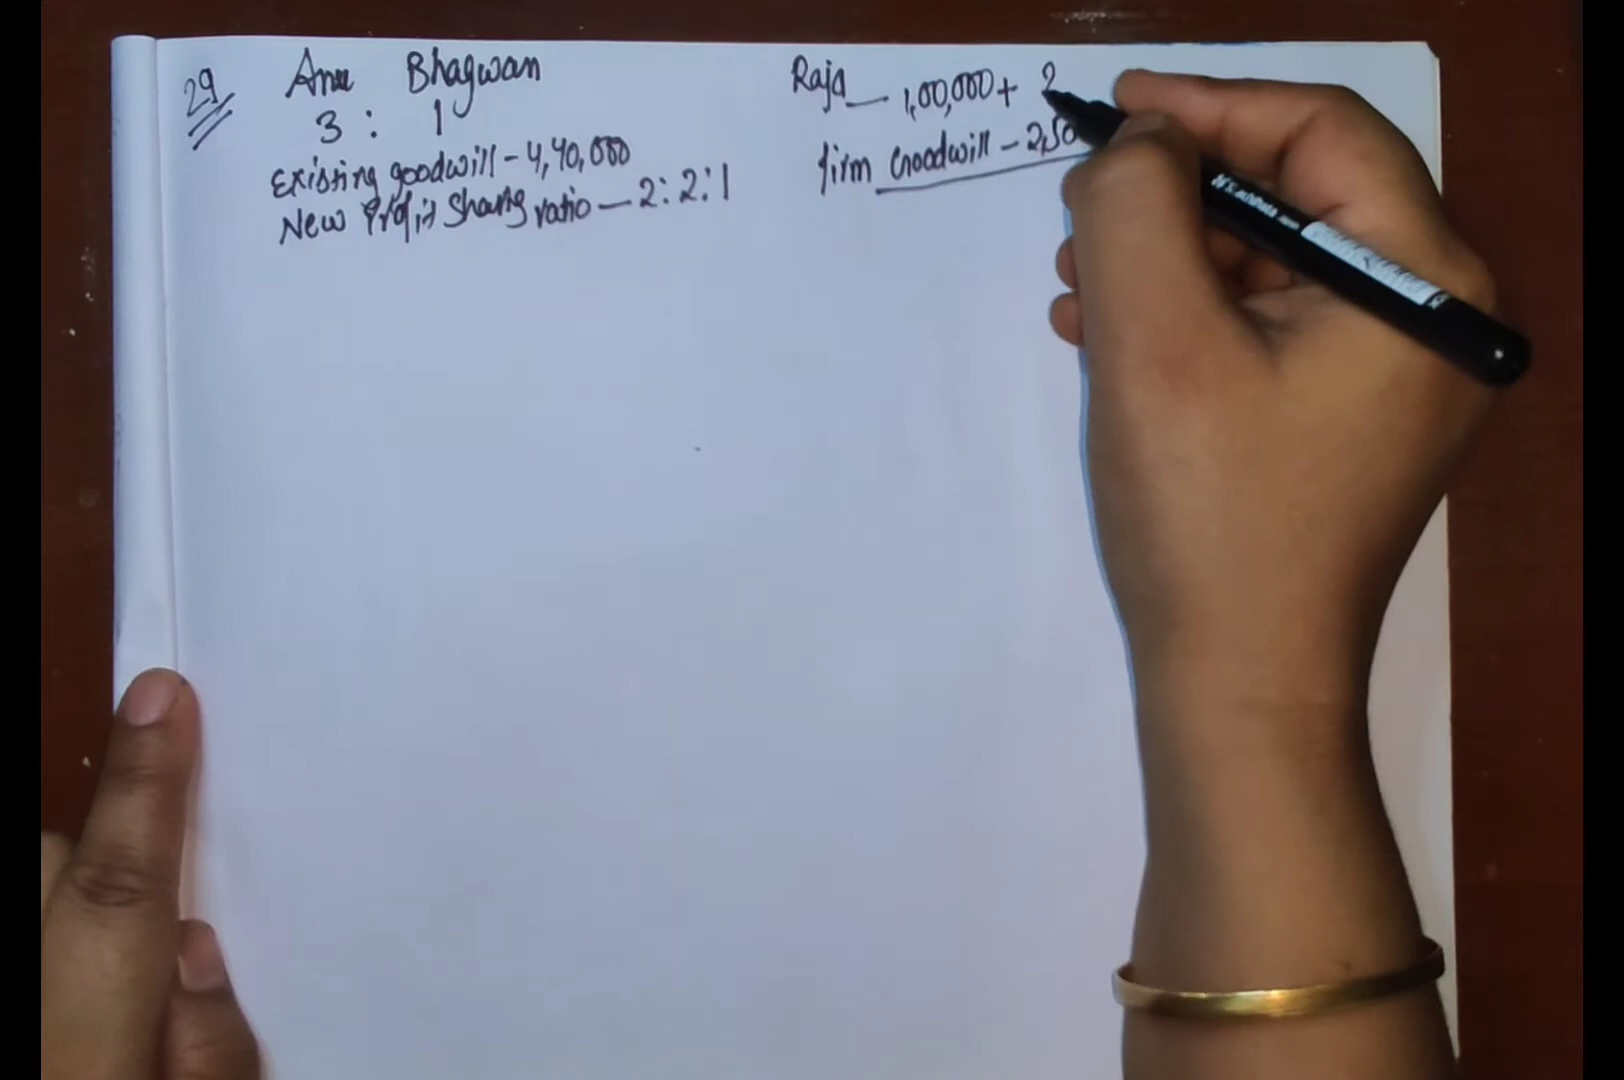 29
Anu Bhagwan
3 : 1
Existing goodwill - 4,40,000
New Profit Sharing ratio - 2:2:1
Raja - 1,00,000 + 2
firm Goodwill - 2,50